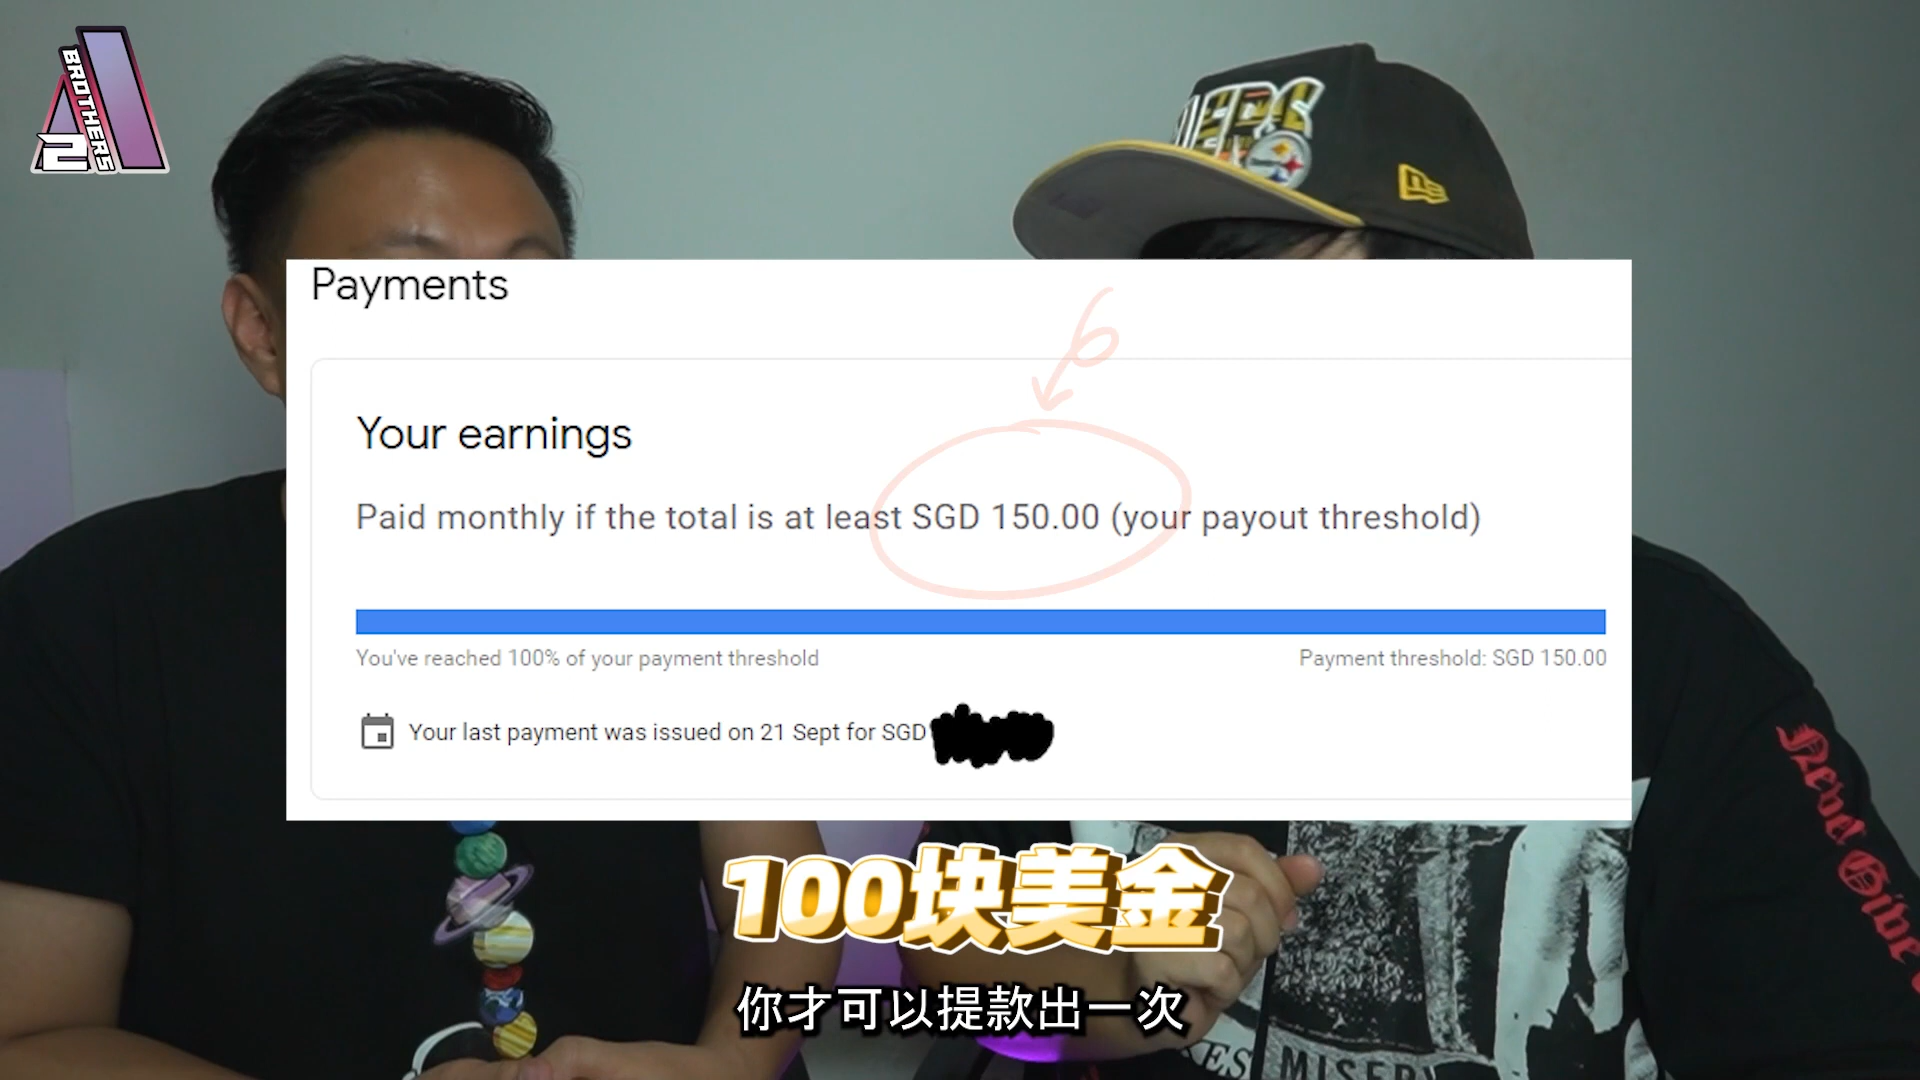 BROTHERS
2
Payments
Your earnings
Paid monthly if the total is at least SGD 150.00 (your payout threshold)
You've reached 100% of your payment threshold
Payment threshold: SGD 150.00
Your last payment was issued on 21 Sept for SGD
100块美金
你才可以提款出一次
MISER